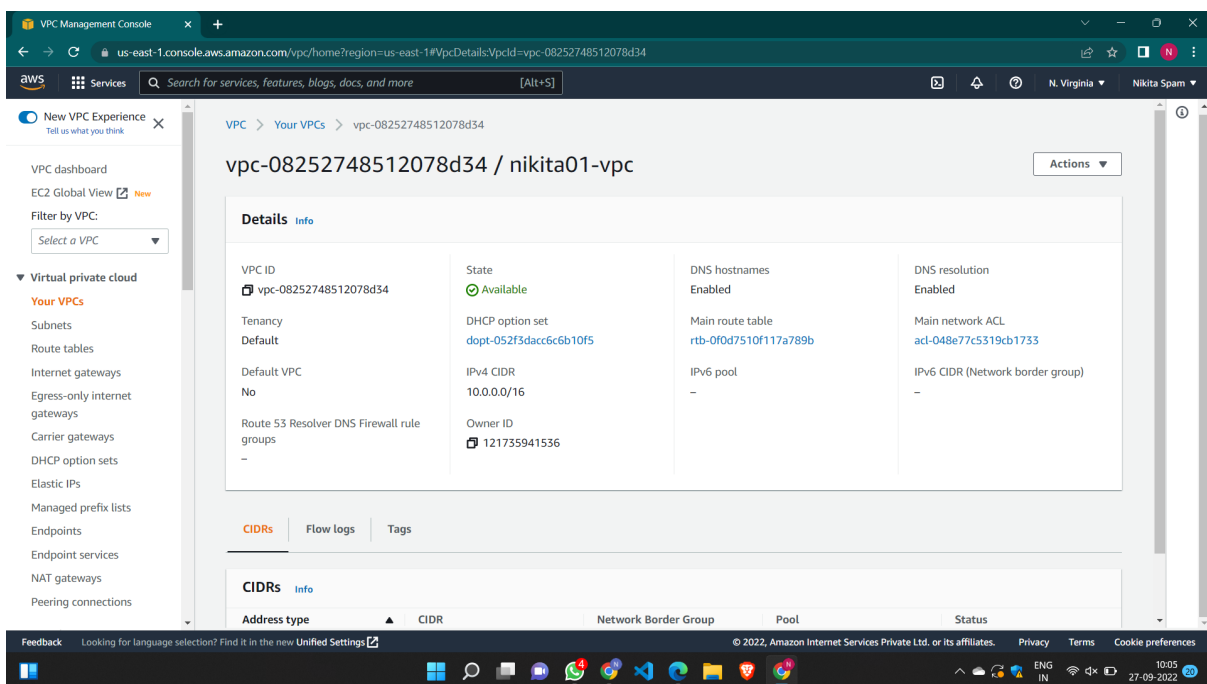 VPC Management Console
us-east-1.console.aws.amazon.com/vpc/home?region=us-east-1#VpcDetails:VpcId=vpc-08252748512078d34
N
aws
Services
Search for services, features, blogs, docs, and more
[Alt+S]
N. Virginia
Nikita Spam
New VPC Experience
Tell us what you think
VPC dashboard
EC2 Global View New
Filter by VPC:
Select a VPC
Virtual private cloud
Your VPCs
Subnets
Route tables
Internet gateways
Egress-only internet
gateways
Carrier gateways
DHCP option sets
Elastic IPs
Managed prefix lists
Endpoints
Endpoint services
NAT gateways
Peering connections
VPC > Your VPCs > vpc-08252748512078d34
vpc-08252748512078d34 / nikita01-vpc
Actions
Details Info
VPC ID
vpc-08252748512078d34
State
Available
DNS hostnames
Enabled
DNS resolution
Enabled
Tenancy
Default
DHCP option set
dopt-052f3dacc6c6b10f5
Main route table
rtb-0f0d7510f117a789b
Main network ACL
acl-048e77c5319cb1733
Default VPC
No
IPv4 CIDR
10.0.0.0/16
IPv6 pool
–
IPv6 CIDR (Network border group)
–
Route 53 Resolver DNS Firewall rule
groups
–
Owner ID
121735941536
CIDRs
Flow logs
Tags
CIDRs Info
Address type
CIDR
Network Border Group
Pool
Status
Feedback
Looking for language selection? Find it in the new Unified Settings
© 2022, Amazon Internet Services Private Ltd. or its affiliates.
Privacy
Terms
Cookie preferences
4
N
N
ENG
IN
10:05
27-09-2022
20